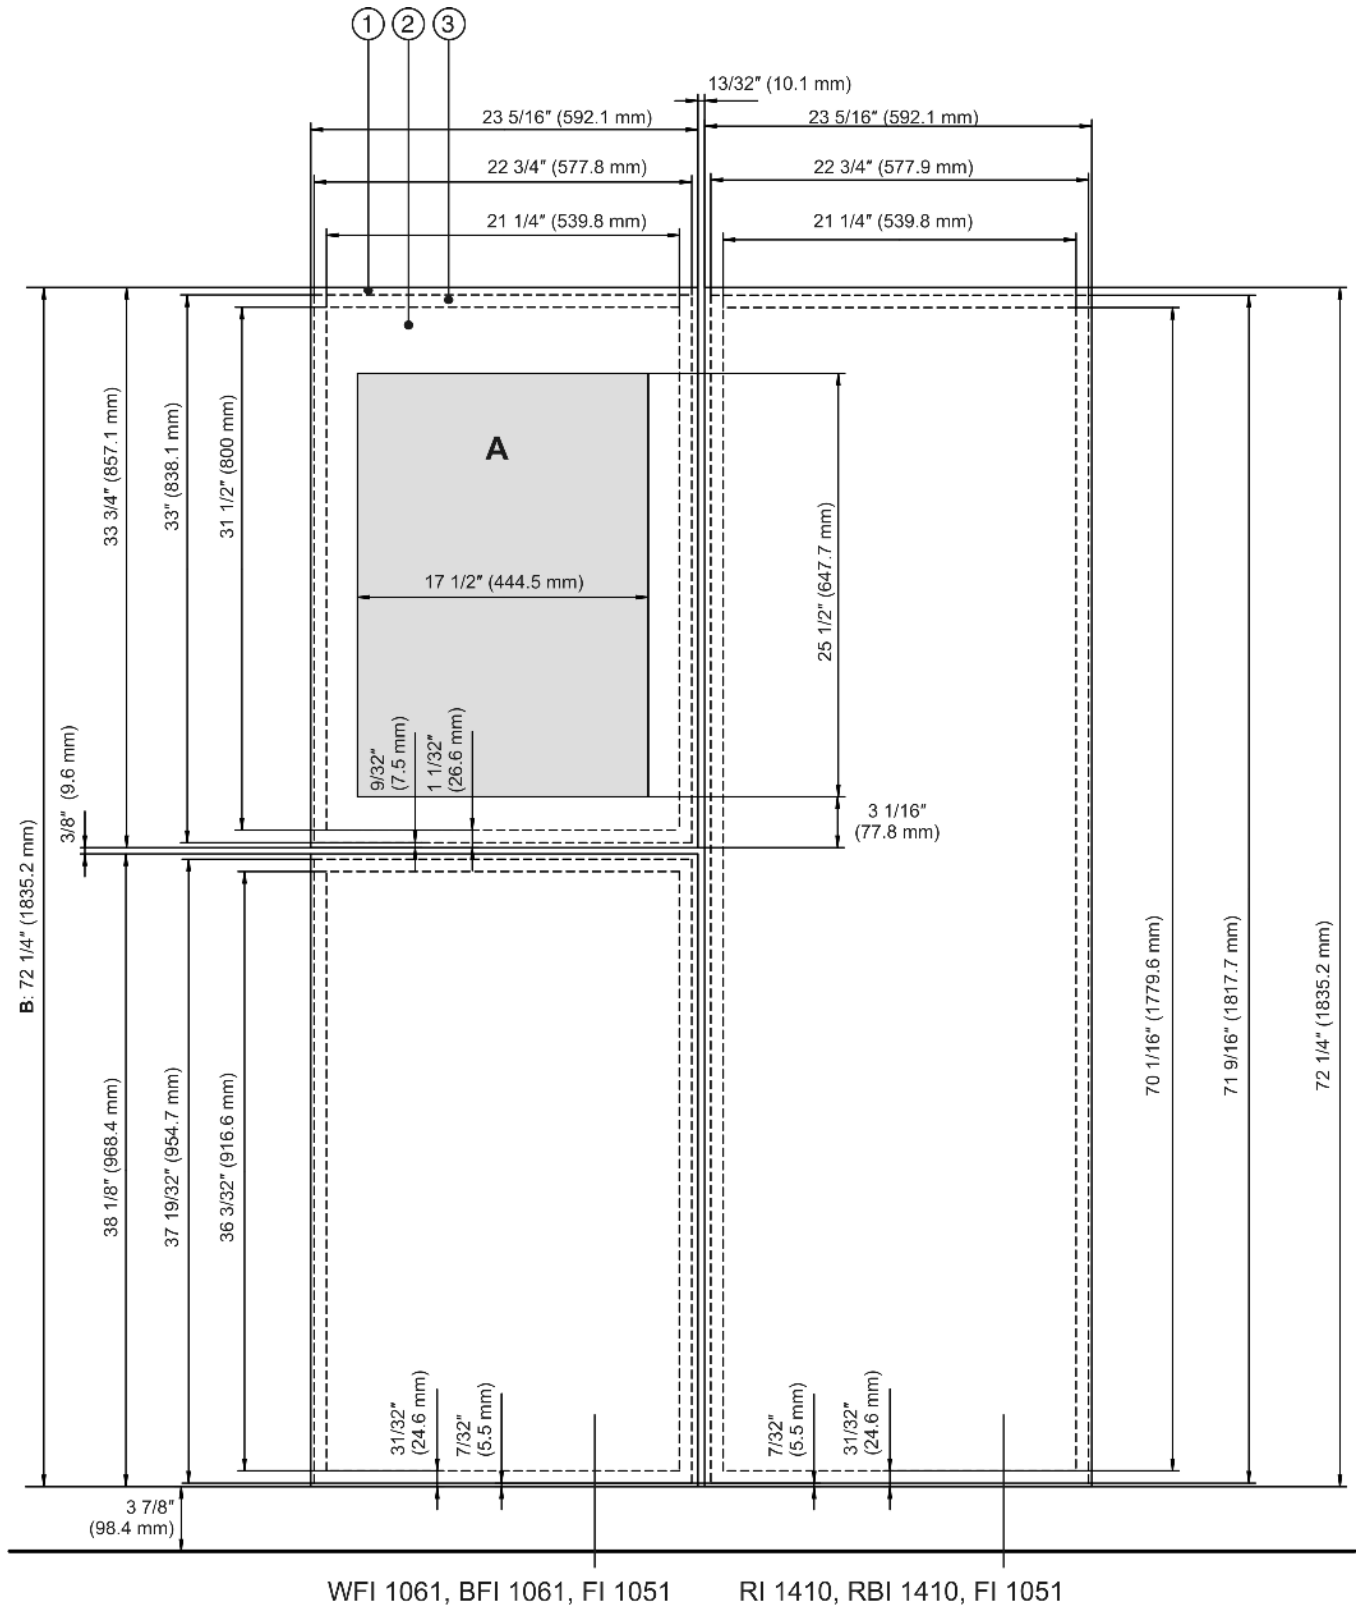 1 2 3
13/32″ (10.1 mm)
23 5/16″ (592.1 mm)
23 5/16″ (592.1 mm)
22 3/4″ (577.8 mm)
22 3/4″ (577.9 mm)
21 1/4″ (539.8 mm)
21 1/4″ (539.8 mm)
33 3/4″ (857.1 mm)
33″ (838.1 mm)
31 1/2″ (800 mm)
A
17 1/2″ (444.5 mm)
25 1/2″ (647.7 mm)
9/32″
(7.5 mm)
1 1/32″
(26.6 mm)
3/8″ (9.6 mm)
3 1/16″
(77.8 mm)
B: 72 1/4″ (1835.2 mm)
38 1/8″ (968.4 mm)
37 19/32″ (954.7 mm)
36 3/32″ (916.6 mm)
70 1/16″ (1779.6 mm)
71 9/16″ (1817.7 mm)
72 1/4″ (1835.2 mm)
31/32″
(24.6 mm)
7/32″
(5.5 mm)
7/32″
(5.5 mm)
31/32″
(24.6 mm)
3 7/8″
(98.4 mm)
WFI 1061, BFI 1061, FI 1051
RI 1410, RBI 1410, FI 1051